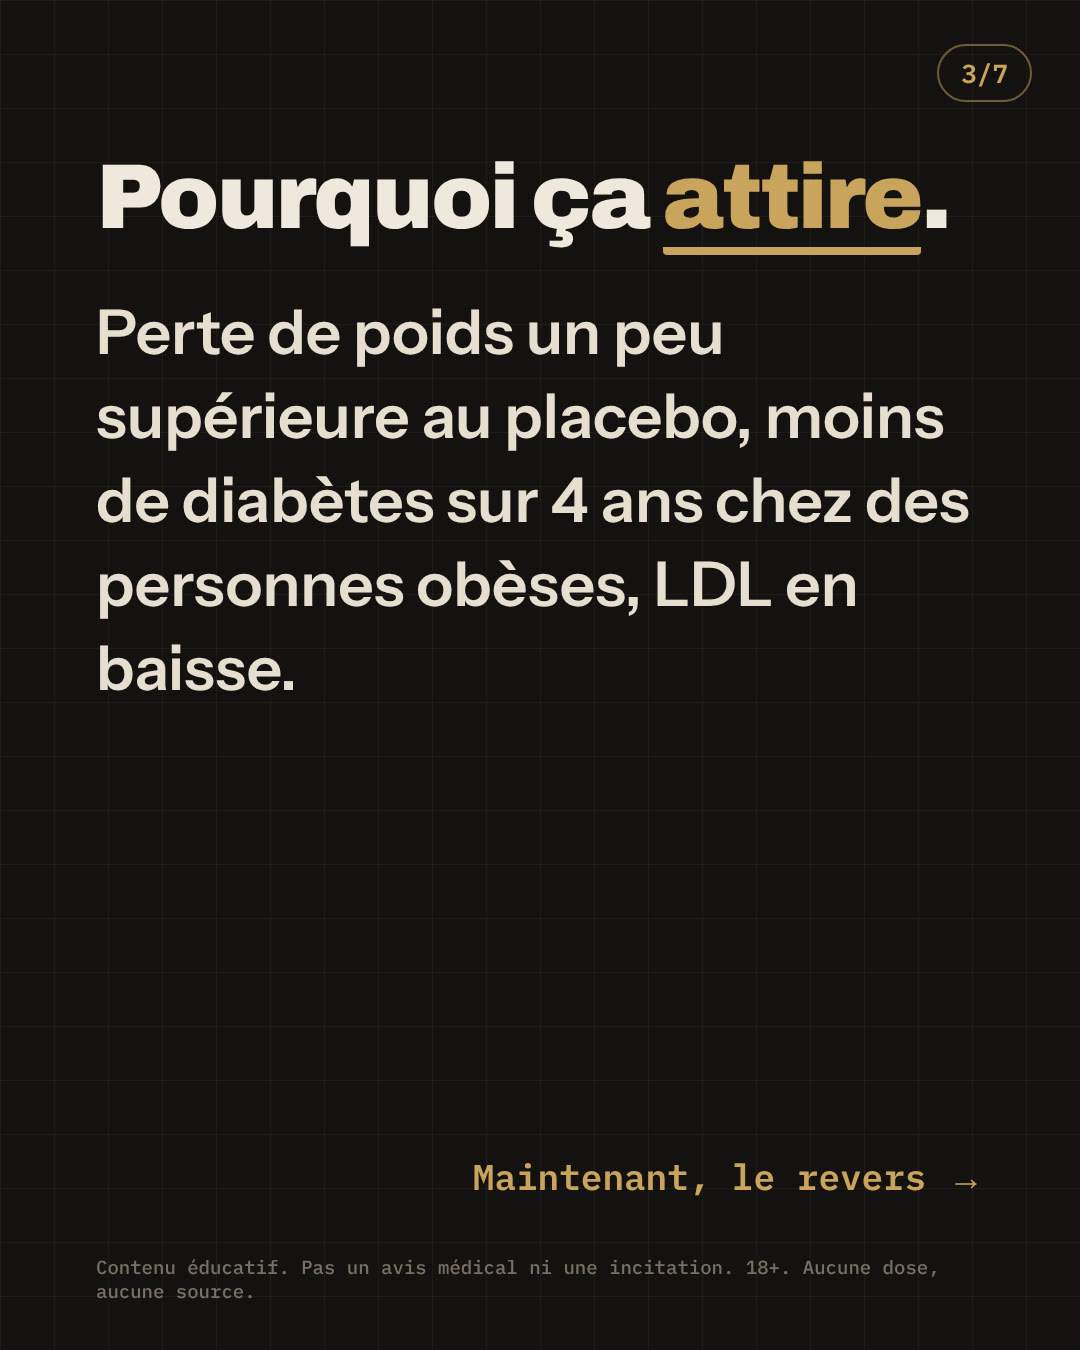 3/7
Pourquoi ça attire.
Perte de poids un peu
supérieure au placebo, moins
de diabètes sur 4 ans chez des
personnes obèses, LDL en
baisse.
Maintenant, le revers →
Contenu éducatif. Pas un avis médical ni une incitation. 18+. Aucune dose,
aucune source.